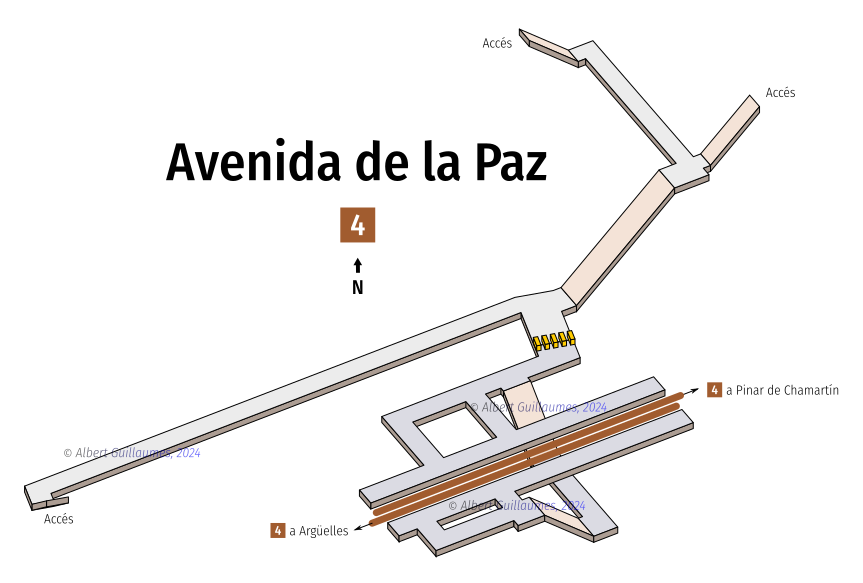 Accés
Accés
Avenida de la Paz
4
N
4 a Pinar de Chamartín
© Albert Guillaumes, 2024
© Albert Guillaumes, 2024
© Albert Guillaumes, 2024
Accés
4 a Argüelles